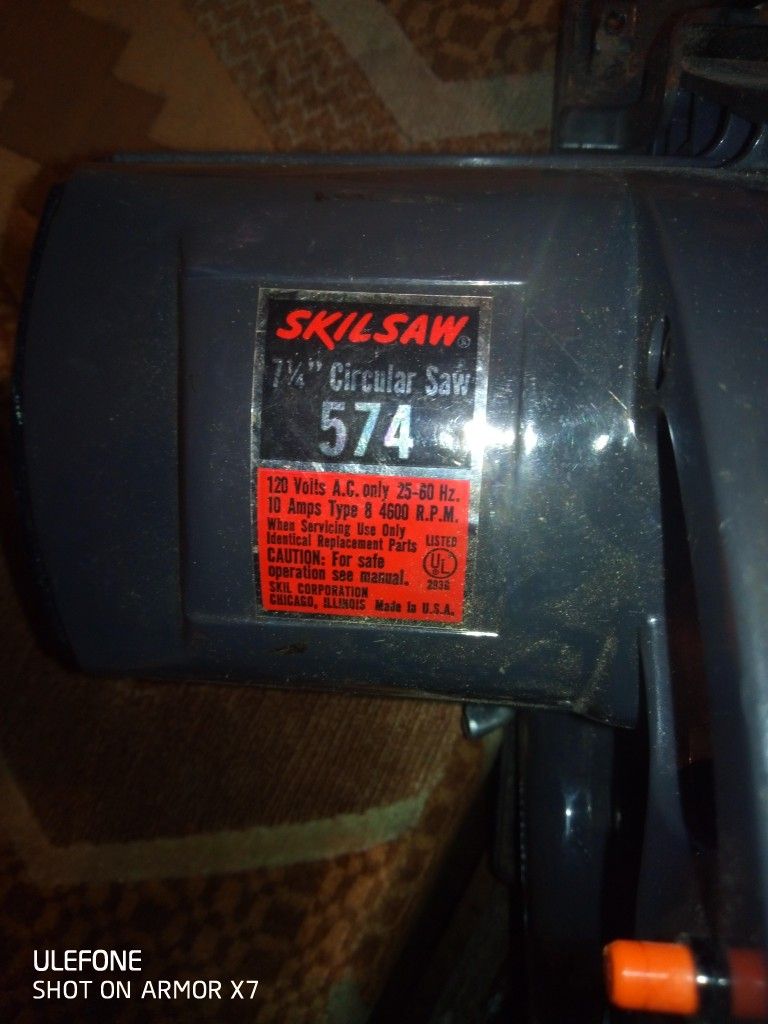 SKILSAW®
7¼" Circular Saw
574
120 Volts A.C. only 25-60 Hz.
10 Amps Type 8 4600 R.P.M.
When Servicing Use Only
Identical Replacement Parts
CAUTION: For safe
operation see manual.
SKIL CORPORATION
CHICAGO, ILLINOIS Made in U.S.A.
LISTED
UL
ULEFONE
SHOT ON ARMOR X7